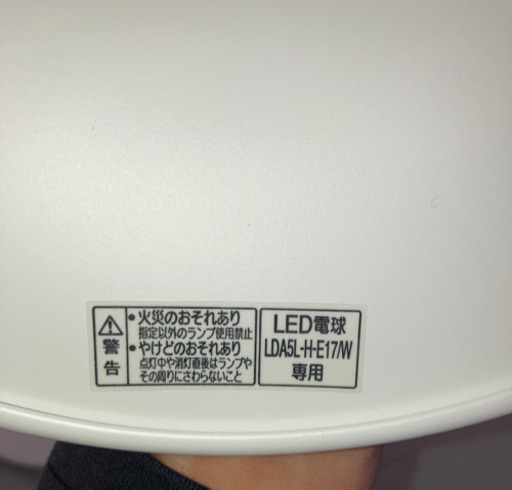 警告
・火災のおそれあり
指定以外のランプ使用禁止
・やけどのおそれあり
点灯中や消灯直後はランプや
その周りにさわらないこと
LED電球
LDA5L-H-E17/W
専用